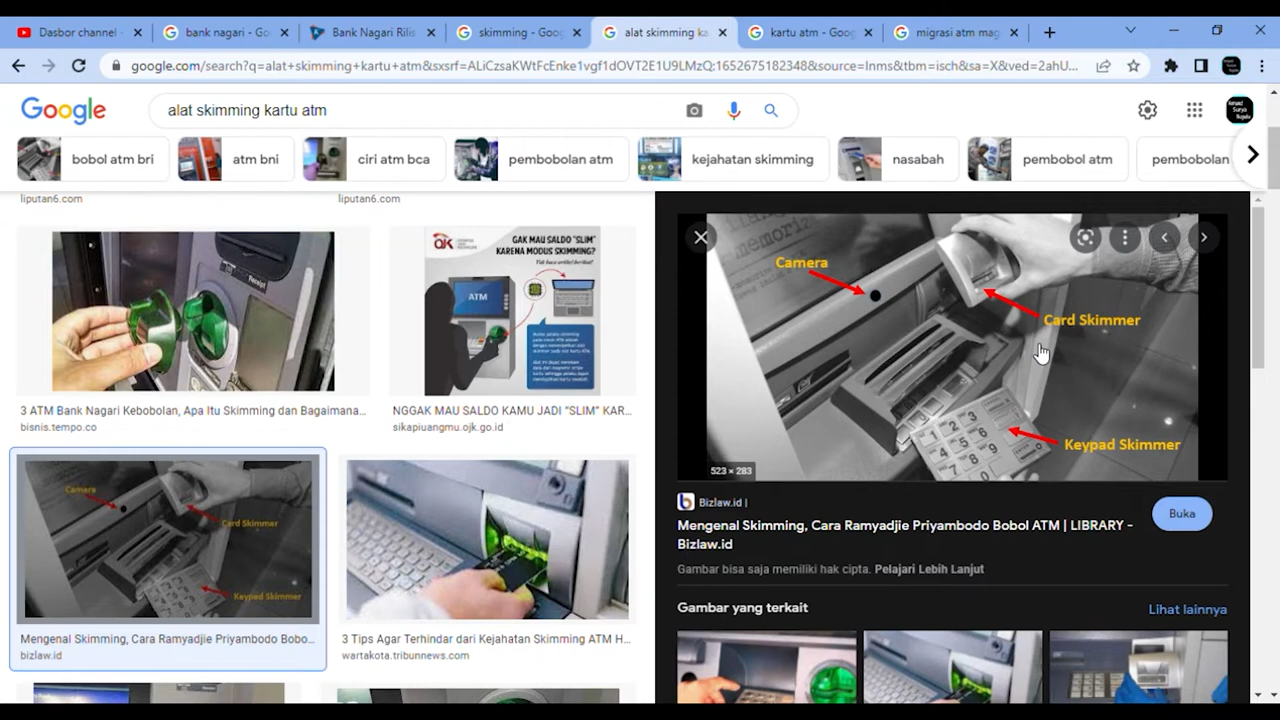 Dasbor channel -
bank nagari - Go
Bank Nagari Rilis
skimming - Goog
alat skimming ka
kartu atm - Goog
migrasi atm mag
google.com/search?q=alat+skimming+kartu+atm&sxsrf=ALiCzsaKWtFcEnke1vgf1dOVT2E1U9LMzQ:1652675182348&source=lnms&tbm=isch&sa=X&ved=2ahU...
Google
alat skimming kartu atm
bobol atm bri
atm bni
ciri atm bca
pembobolan atm
kejahatan skimming
nasabah
pembobol atm
pembobolan
liputan6.com
liputan6.com
Receipt
GAK MAU SALDO "SLIM"
KARENA MODUS SKIMMING?
ATM
3 ATM Bank Nagari Kebobolan, Apa Itu Skimming dan Bagaimana...
bisnis.tempo.co
NGGAK MAU SALDO KAMU JADI “SLIM” KAR...
sikapiuangmu.ojk.go.id
Camera
Card Skimmer
Keypad Skimmer
Mengenal Skimming, Cara Ramyadjie Priyambodo Bobo...
bizlaw.id
3 Tips Agar Terhindar dari Kejahatan Skimming ATM H...
wartakota.tribunnews.com
Camera
Card Skimmer
Keypad Skimmer
523 × 283
Bizlaw.id |
Mengenal Skimming, Cara Ramyadjie Priyambodo Bobol ATM | LIBRARY -
Bizlaw.id
Buka
Gambar bisa saja memiliki hak cipta. Pelajari Lebih Lanjut
Gambar yang terkait
Lihat lainnya